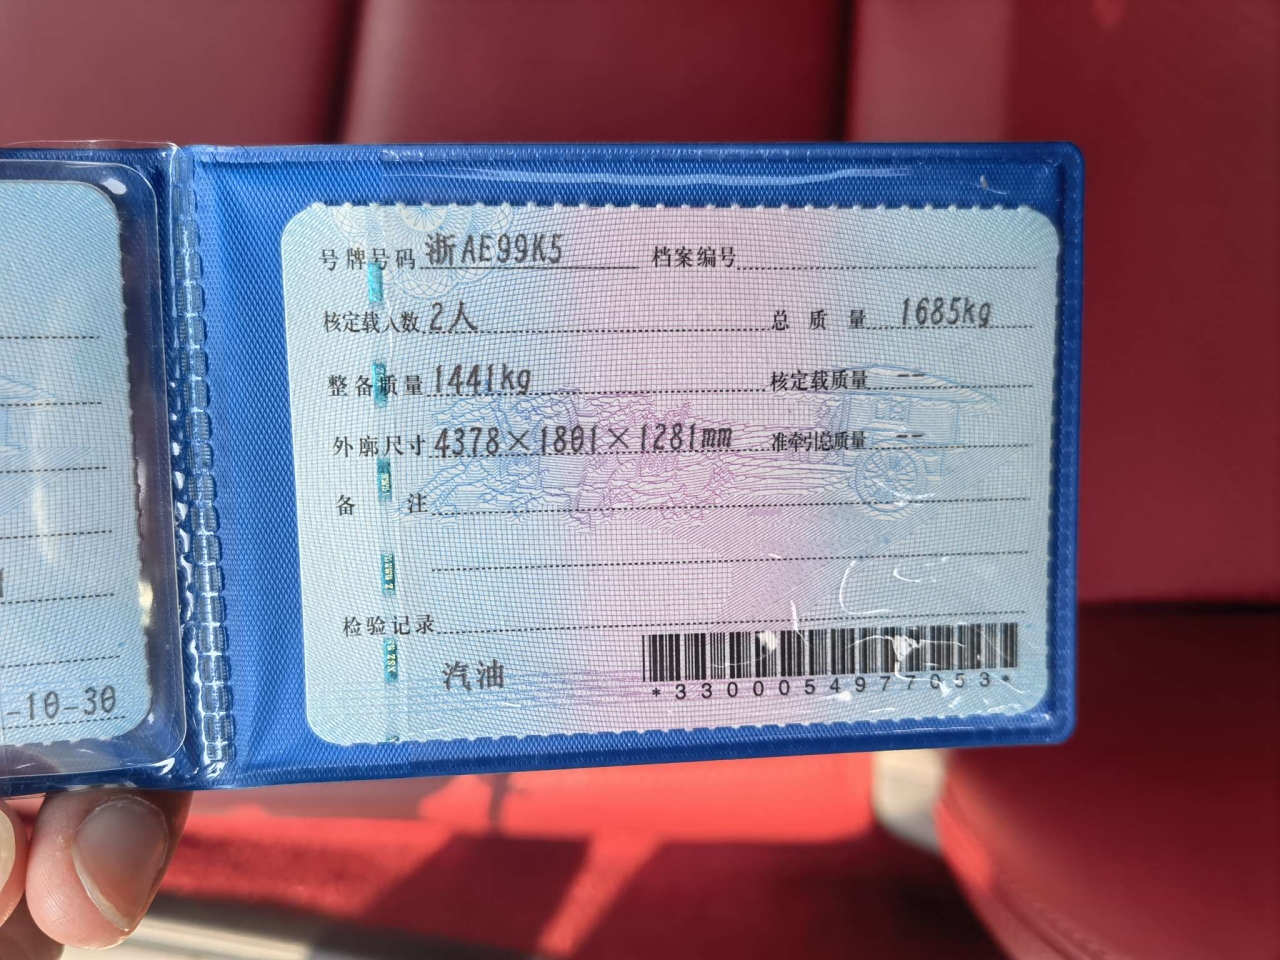 号牌号码 浙AE99K5 档案编号
核定载人数 2人 总质量 1685kg
整备质量 1441kg 核定载质量 --
外廓尺寸 4378×1801×1281mm 准牵引总质量 --
备注
检验记录
汽油
*3300054977053*
-10-30